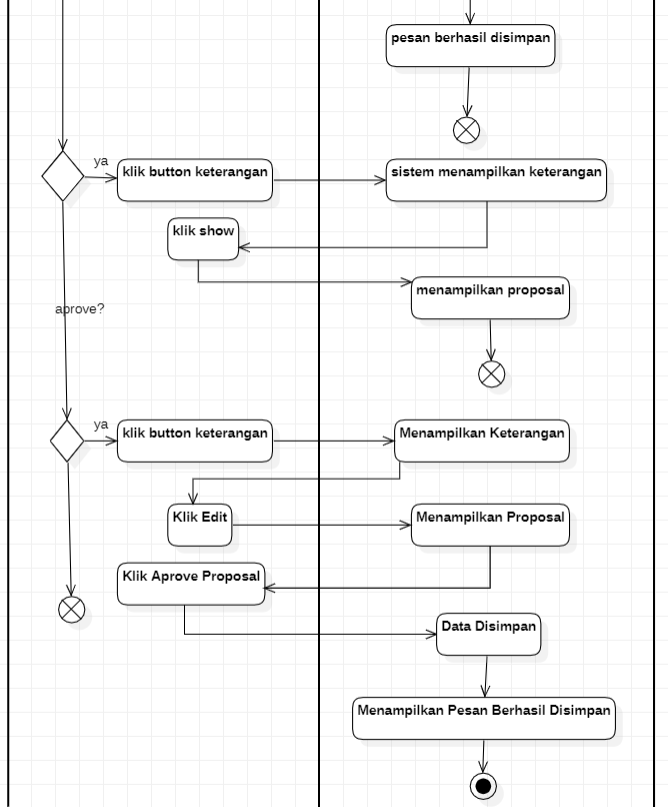 pesan berhasil disimpan
ya
klik button keterangan
sistem menampilkan keterangan
klik show
menampilkan proposal
aprove?
ya
klik button keterangan
Menampilkan Keterangan
Klik Edit
Menampilkan Proposal
Klik Aprove Proposal
Data Disimpan
Menampilkan Pesan Berhasil Disimpan